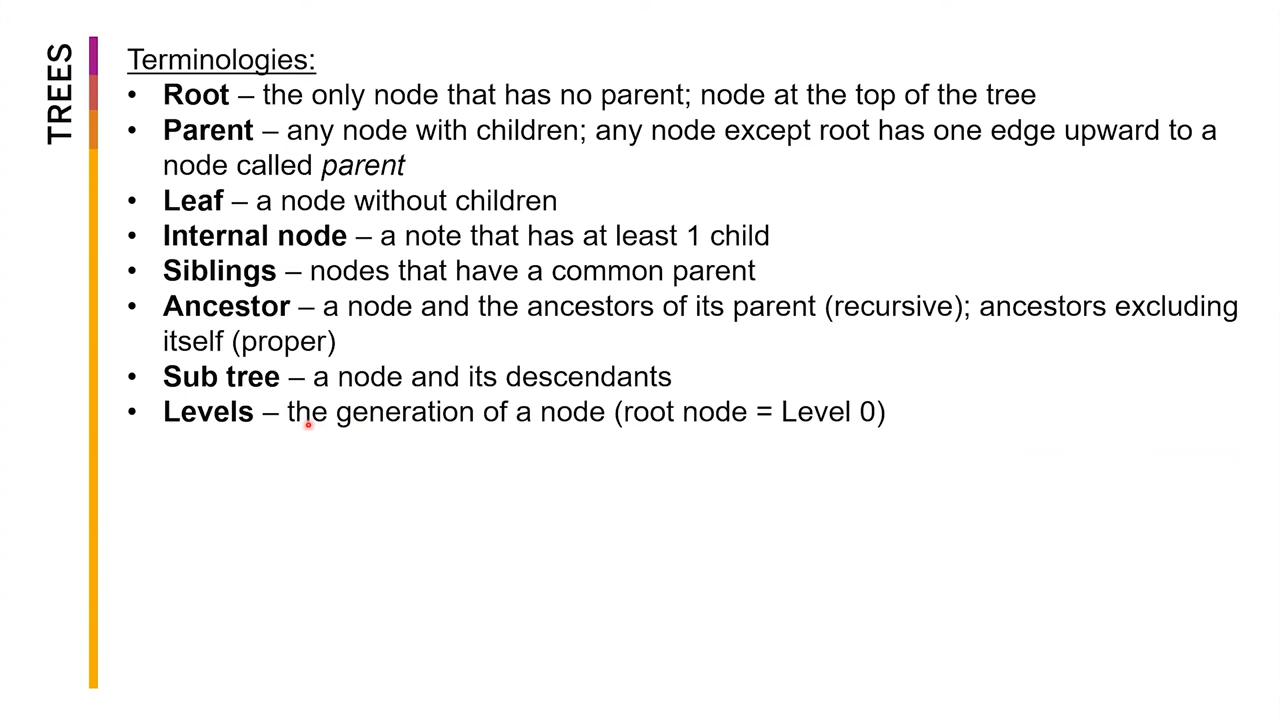 TREES
Terminologies:
• Root – the only node that has no parent; node at the top of the tree
• Parent – any node with children; any node except root has one edge upward to a
node called parent
• Leaf – a node without children
• Internal node – a note that has at least 1 child
• Siblings – nodes that have a common parent
• Ancestor – a node and the ancestors of its parent (recursive); ancestors excluding
itself (proper)
• Sub tree – a node and its descendants
• Levels – the generation of a node (root node = Level 0)